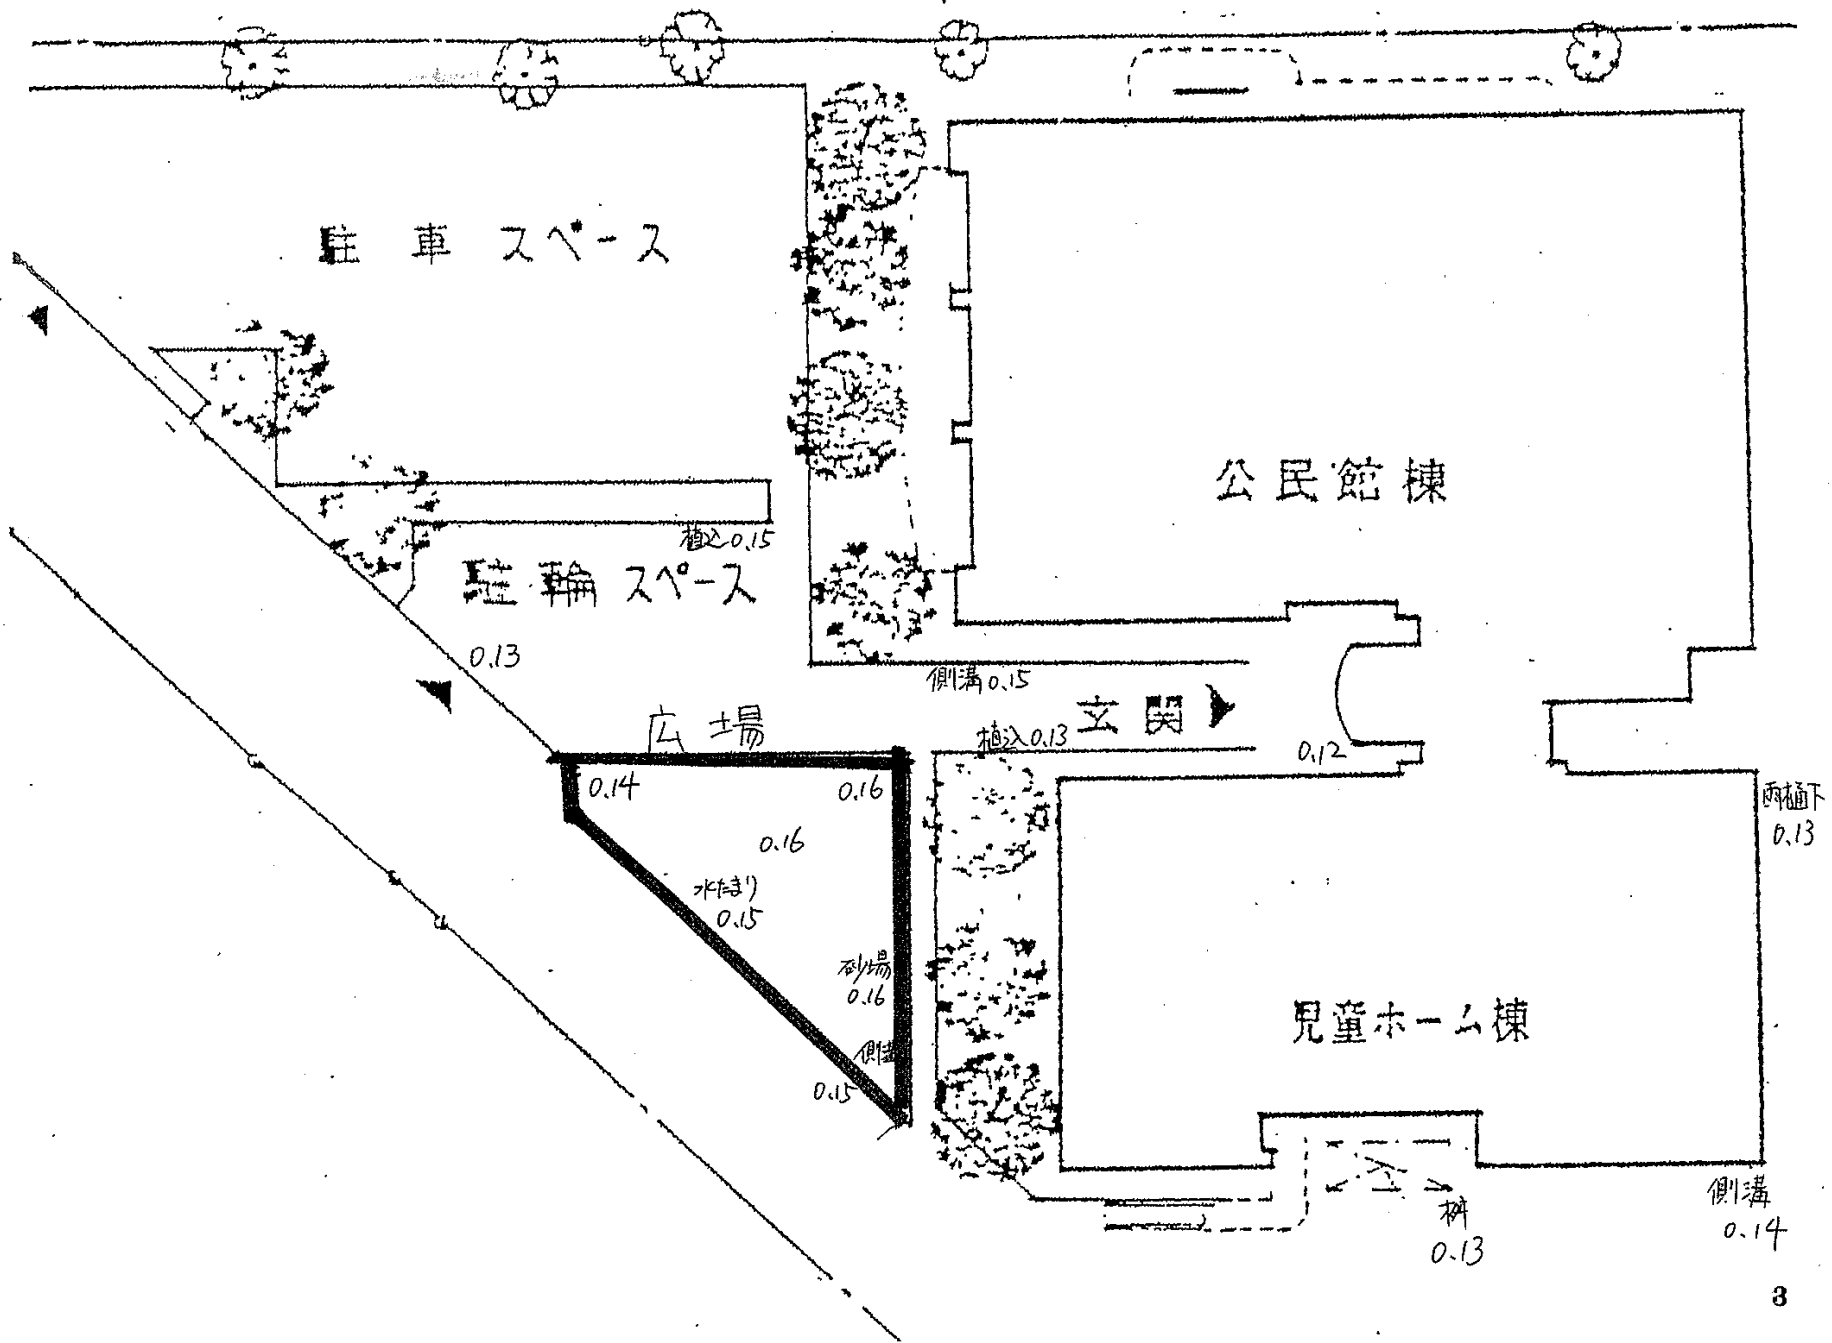 駐車スペース
公民館棟
植込0.15
駐輪スペース
0.13
側溝0.15
玄関
広場
植込0.13
0.12
0.14
0.16
雨樋下
0.13
0.16
水たまり
0.15
砂場
0.16
児童ホーム棟
側溝
0.15
側溝
0.14
桝
0.13
3